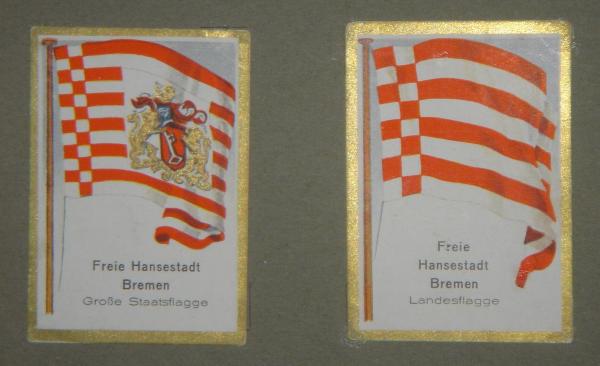 Freie Hansestadt
Bremen
Große Staatsflagge
Freie
Hansestadt
Bremen
Landesflagge